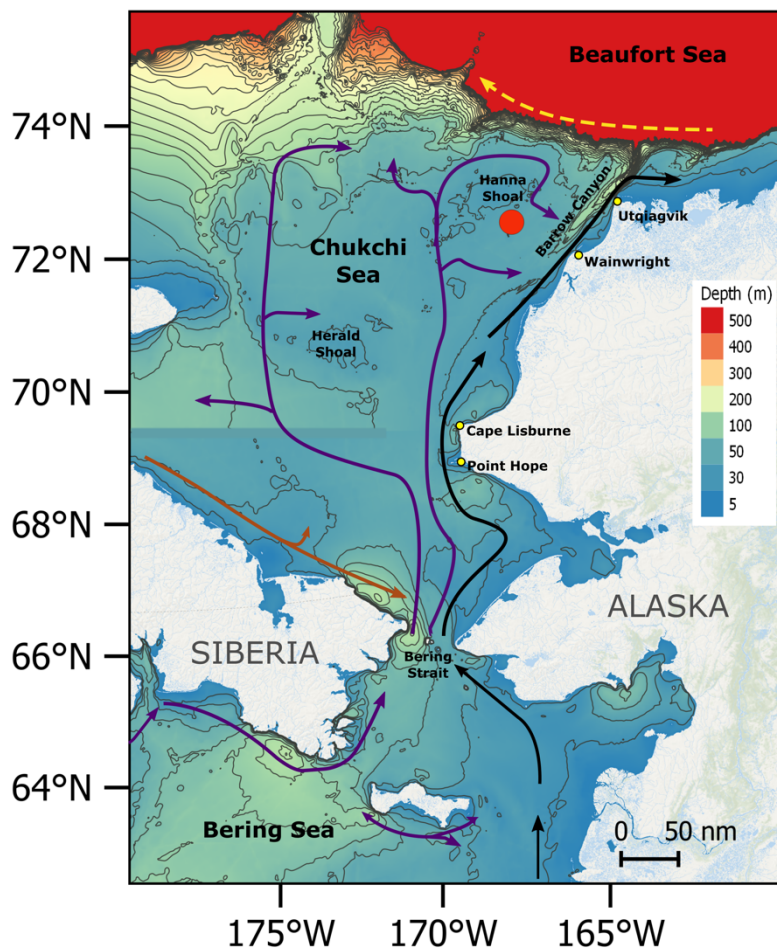 Beaufort Sea
74°N
Hanna
Shoal
Barrow Canyon
Utqiagvik
72°N
Chukchi
Sea
Wainwright
Depth (m)
500
400
300
200
100
50
30
5
Herald
Shoal
70°N
Cape Lisburne
Point Hope
68°N
ALASKA
SIBERIA
66°N
Bering
Strait
64°N
Bering Sea
0 50 nm
175°W 170°W 165°W